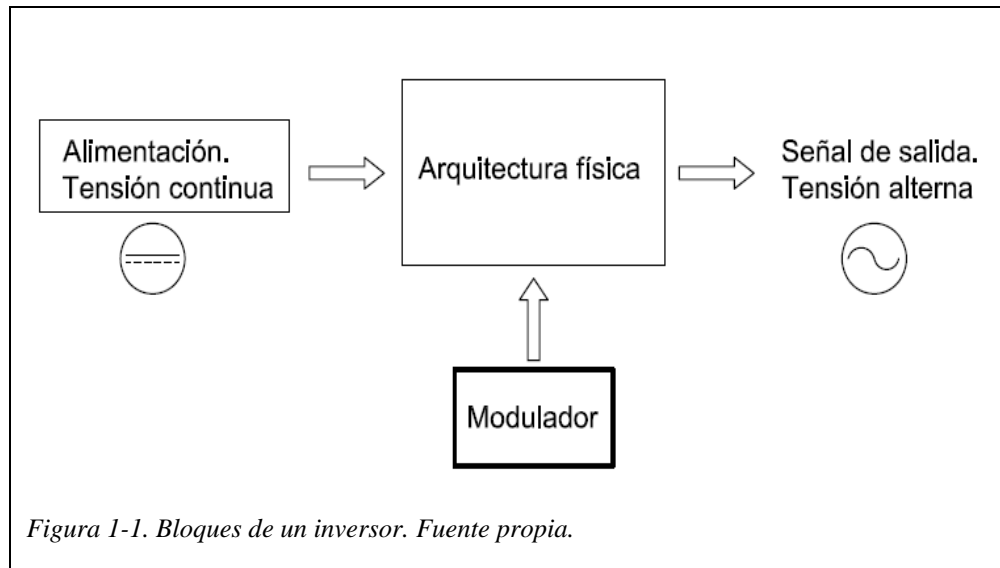 Alimentación.
Tensión continua
Arquitectura física
Señal de salida.
Tensión alterna
Modulador
Figura 1-1. Bloques de un inversor. Fuente propia.